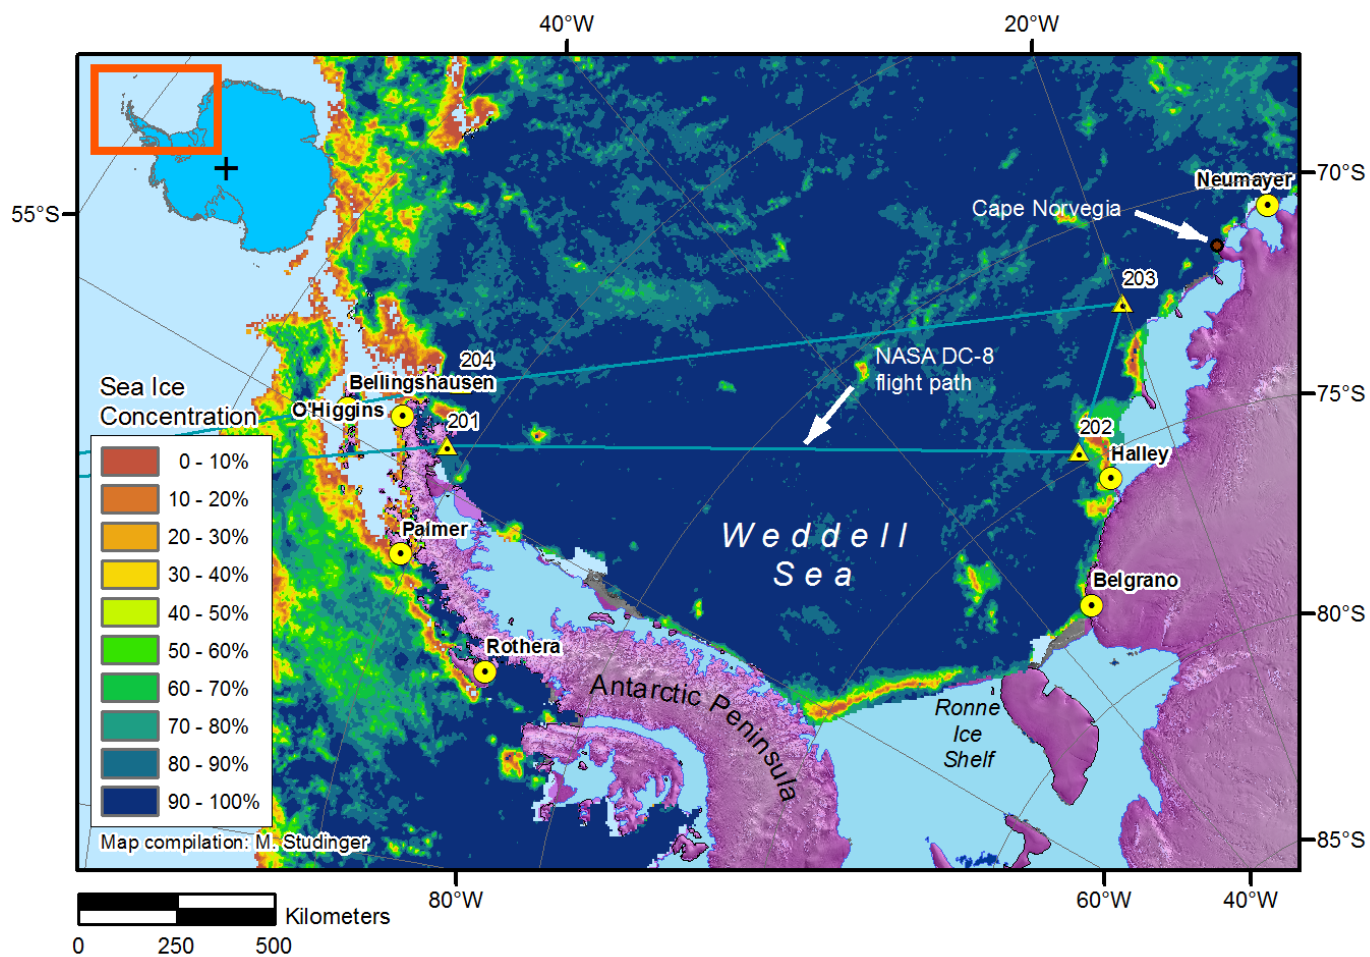 40°W
20°W
Neumayer
70°S
Cape Norvegia
55°S
203
NASA DC-8
flight path
204
Bellingshausen
75°S
O'Higgins
201
202
Halley
Sea Ice
Concentration
0 - 10%
10 - 20%
20 - 30%
30 - 40%
40 - 50%
50 - 60%
60 - 70%
70 - 80%
80 - 90%
90 - 100%
Map compilation: M. Studinger
Palmer
Weddell
Sea
Belgrano
80°S
Rothera
Antarctic Peninsula
Ronne
Ice
Shelf
85°S
80°W
60°W
40°W
Kilometers
0
250
500